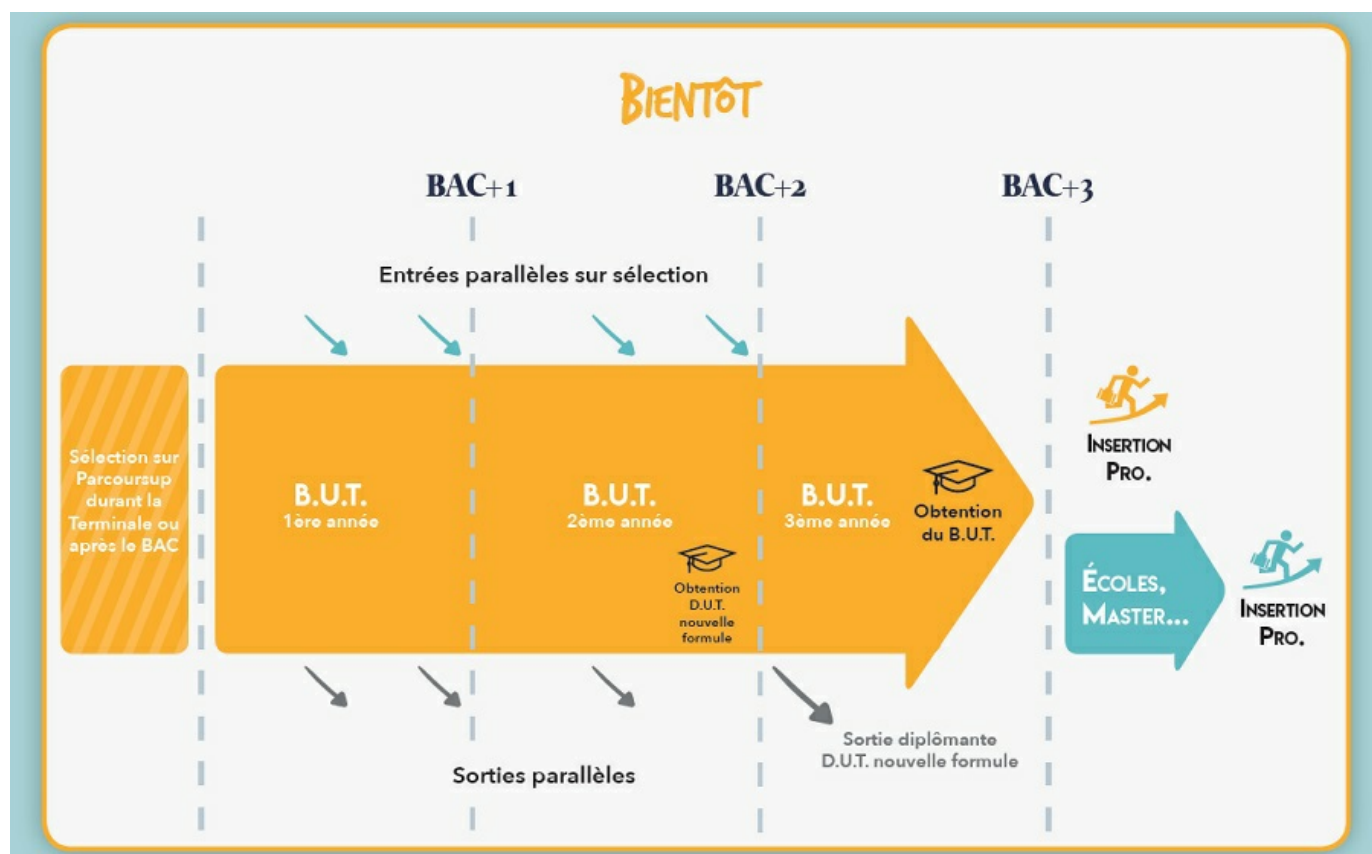 BIENTÔT
BAC+1
BAC+2
BAC+3
Entrées parallèles sur sélection
Sélection sur
Parcoursup
durant la
Terminale ou
après le BAC
B.U.T.
1ère année
B.U.T.
2ème année
Obtention
D.U.T.
nouvelle
formule
B.U.T.
3ème année
Obtention
du B.U.T.
INSERTION
PRO.
ÉCOLES,
MASTER...
INSERTION
PRO.
Sortie diplômante
D.U.T. nouvelle formule
Sorties parallèles